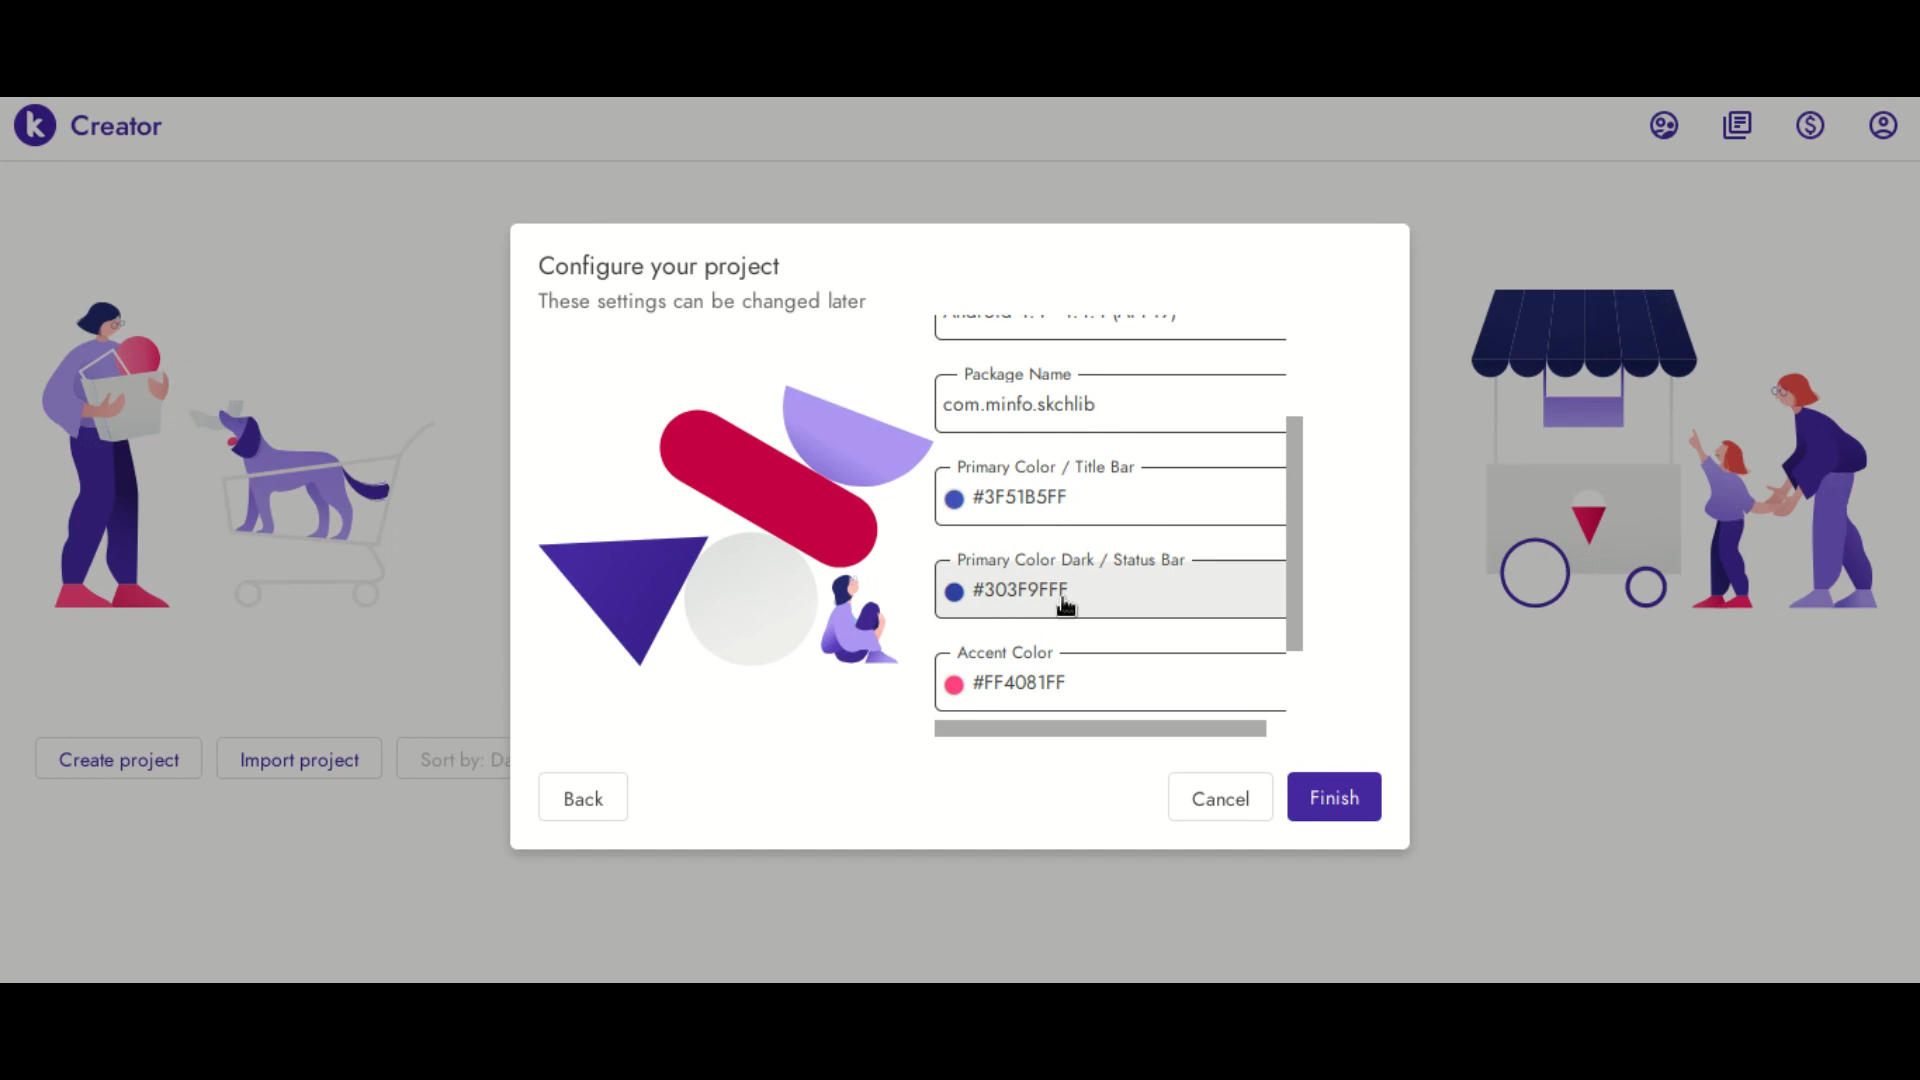 Creator
Configure your project
These settings can be changed later
Package Name
com.minfo.skchlib
Primary Color / Title Bar
#3F51B5FF
Primary Color Dark / Status Bar
#303F9FFF
Accent Color
#FF4081FF
Create project
Import project
Sort by:
Back
Cancel
Finish